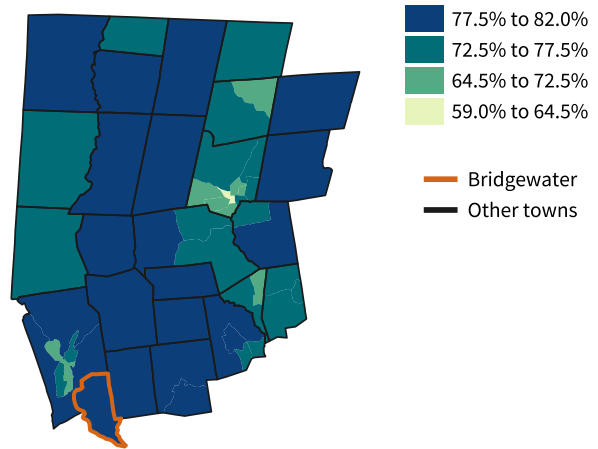 77.5% to 82.0%
72.5% to 77.5%
64.5% to 72.5%
59.0% to 64.5%
Bridgewater
Other towns